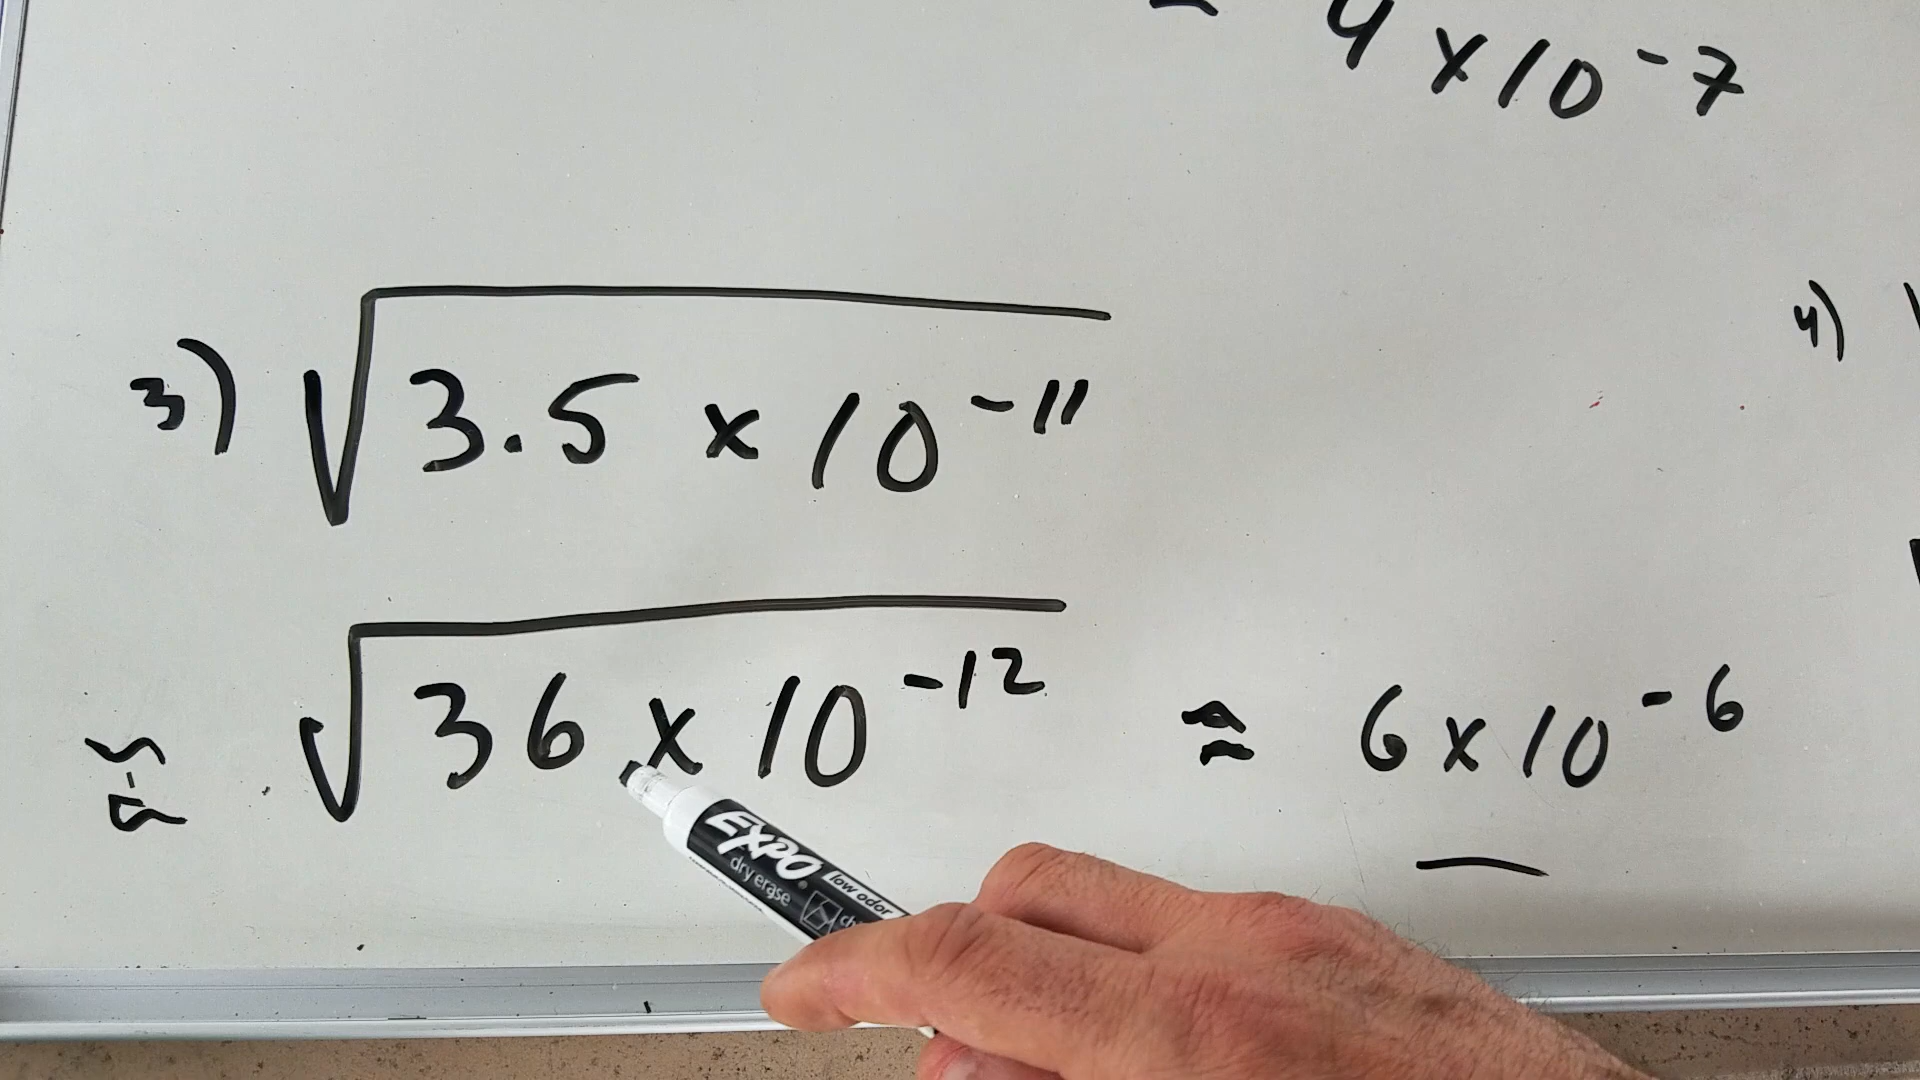 ≈ 4 x 10^-7
3) √3.5 x 10^-11
4)
≈ √36 x 10^-12 ≈ 6 x 10^-6
EXPO
low odor
dry erase